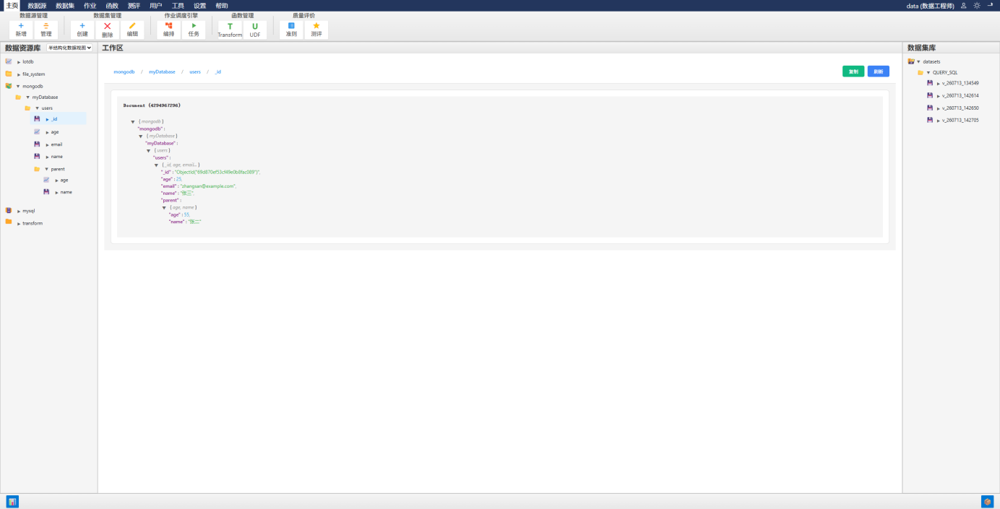 主页 数据源 数据集 作业 函数 测评 用户 工具 设置 帮助 data (数据工程师)
数据源管理 数据集管理 作业调度引擎 函数管理 质量评价
新增 管理 创建 删除 编辑 编排 任务 T Transform U UDF 准则 测评
数据资源库 半结构化数据视图 工作区 数据集库
IoTdb
file_system
mongodb
myDatabase
users
_id
age
email
name
parent
age
name
mysql
transform
mongodb / myDatabase / users / _id 复制 刷新
Document (4294967296)
{ mongodb }
"mongodb" :
{ myDatabase }
"myDatabase" :
{ users }
"users" :
{ _id, age, email... }
"_id" : "ObjectId("69d870ef53cf49e0b8fac089")",
"age" : 25,
"email" : "zhangsan@example.com",
"name" : "张三",
"parent" :
{ age, name }
"age" : 55,
"name" : "张二"
datasets
QUERY_SQL
v_260713_134549
v_260713_142614
v_260713_142650
v_260713_142705